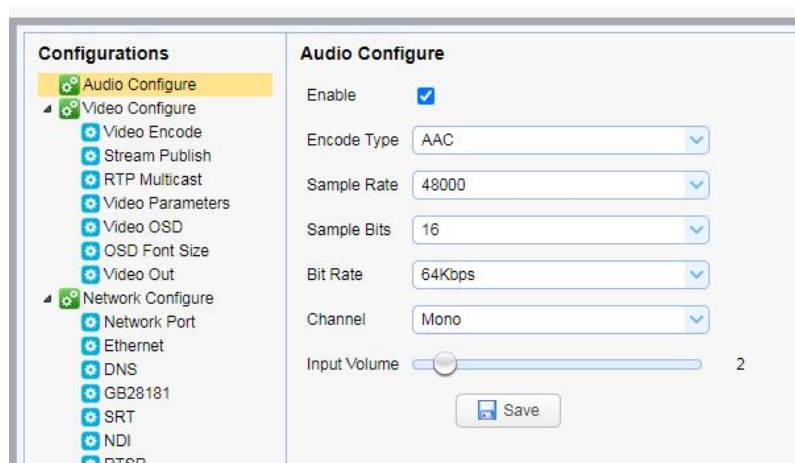 Configurations
Audio Configure
Video Configure
Video Encode
Stream Publish
RTP Multicast
Video Parameters
Video OSD
OSD Font Size
Video Out
Network Configure
Network Port
Ethernet
DNS
GB28181
SRT
NDI
Audio Configure
Enable
Encode Type AAC
Sample Rate 48000
Sample Bits 16
Bit Rate 64Kbps
Channel Mono
Input Volume 2
Save